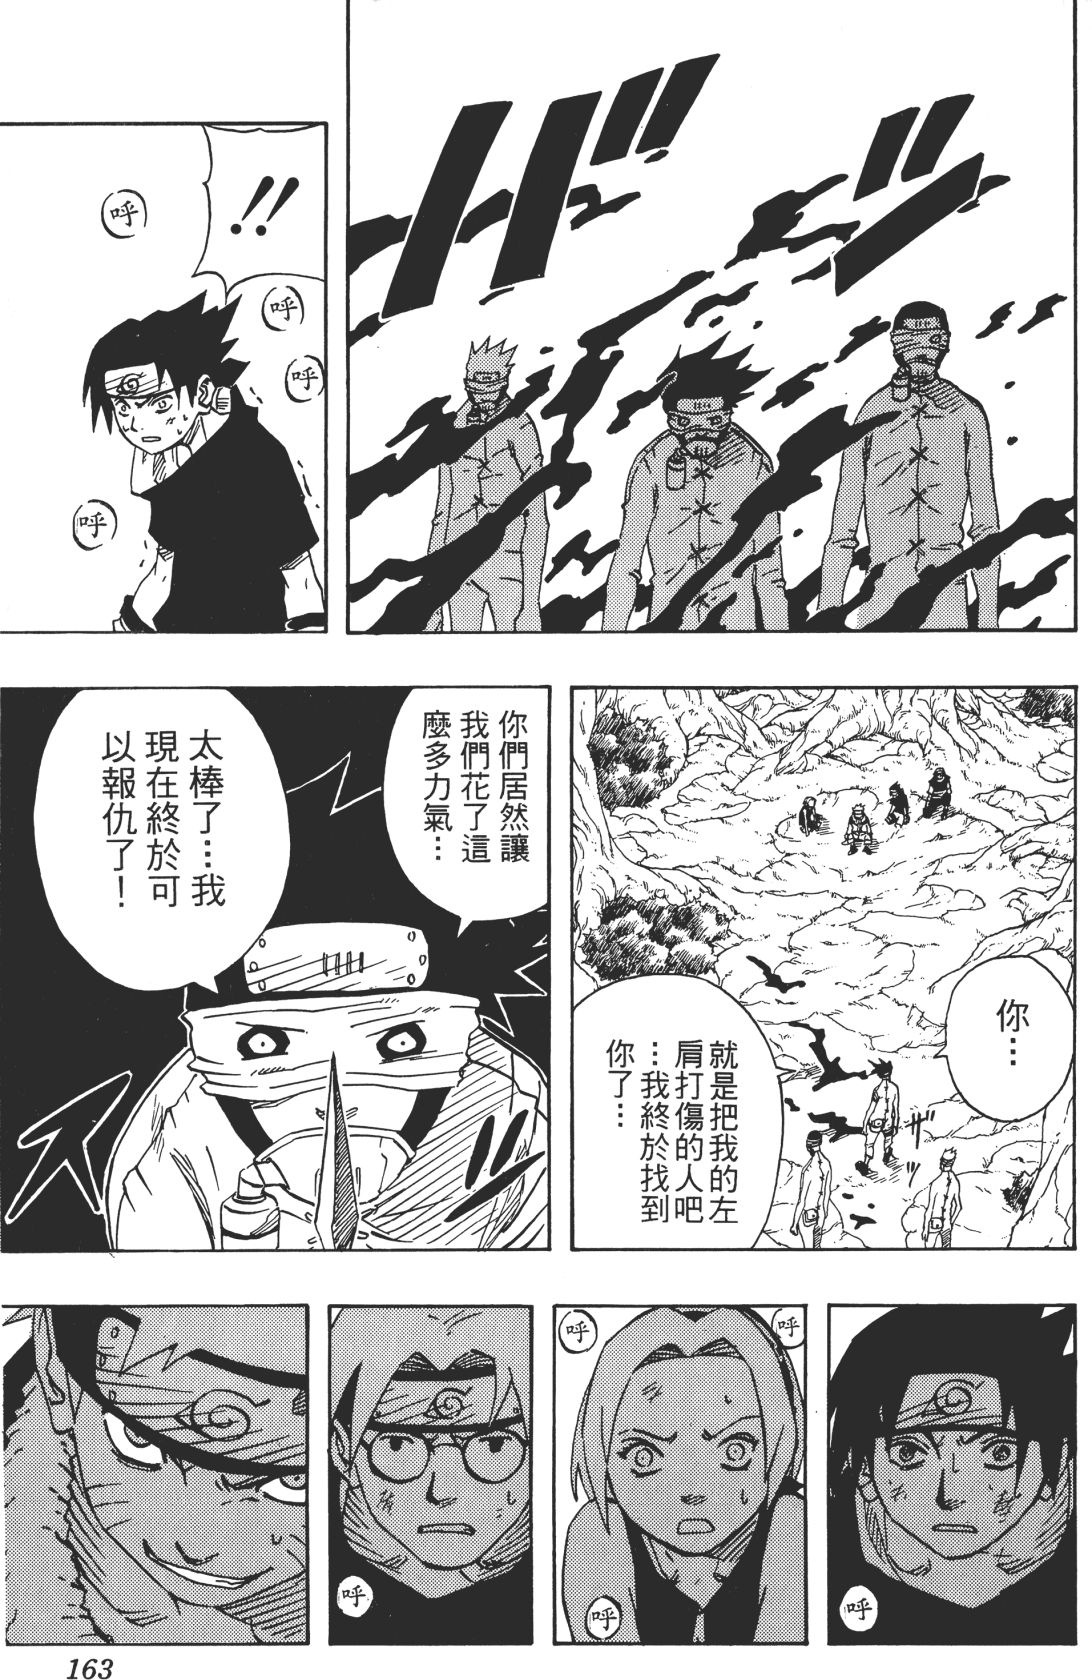 バッ
!!
呼
呼
呼
呼
你…
就是把我的左
肩打傷的人吧
…我終於找到
你了…
ザッ
你們居然讓
我們花了這
麼多力氣…
太棒了…我
現在終於可
以報仇了！
呼
呼
呼
呼
呼
163